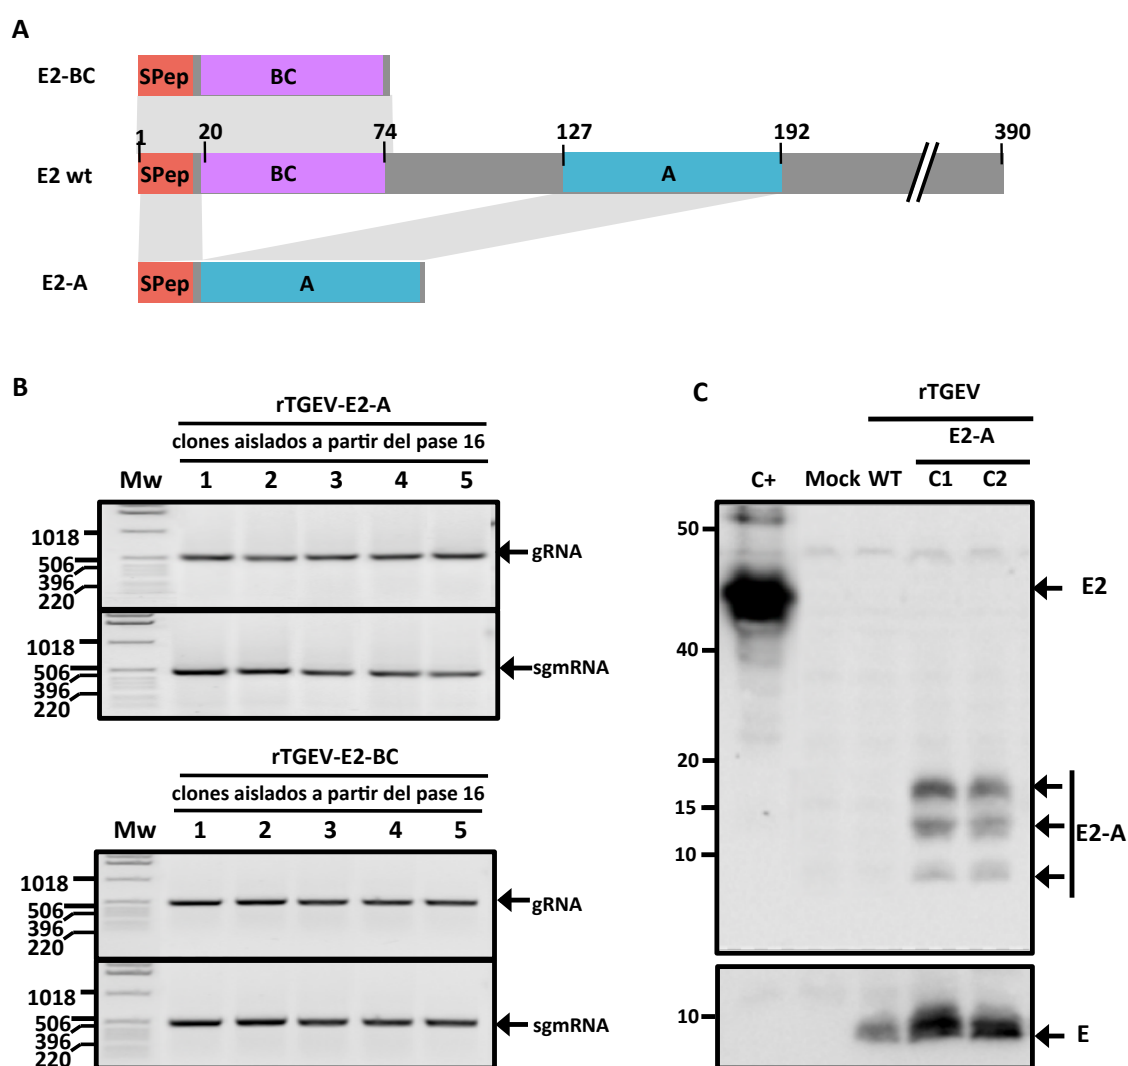 A
E2-BC
SPep
BC
1
20
74
127
192
390
E2 wt
SPep
BC
A
E2-A
SPep
A
B
rTGEV-E2-A
clones aislados a partir del pase 16
Mw
1
2
3
4
5
1018
506
396
220
gRNA
1018
506
396
220
sgmRNA
rTGEV-E2-BC
clones aislados a partir del pase 16
Mw
1
2
3
4
5
1018
506
396
220
gRNA
1018
506
396
220
sgmRNA
C
rTGEV
E2-A
C+
Mock
WT
C1
C2
50
40
20
15
10
E2
E2-A
10
E